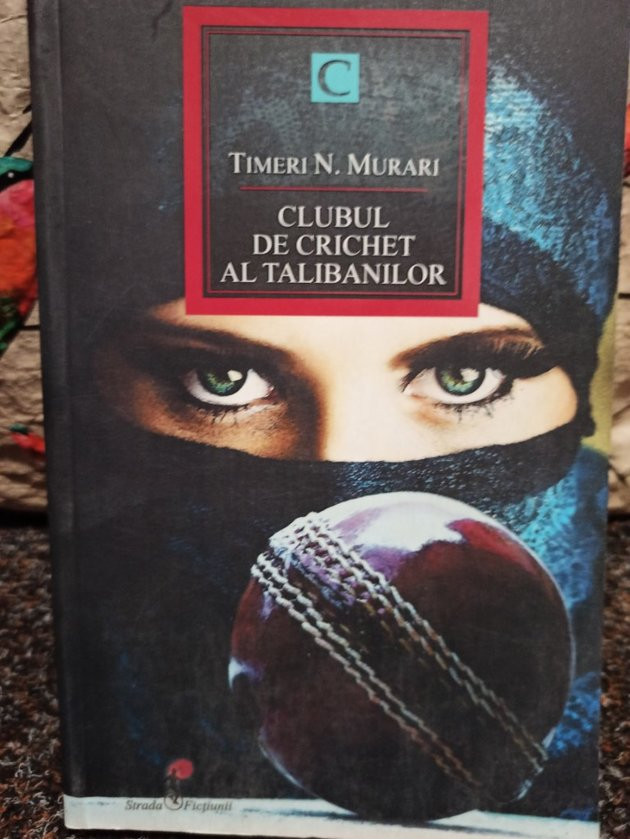 C
TIMERI N. MURARI
CLUBUL
DE CRICHET
AL TALIBANILOR
Strada Ficțiunii